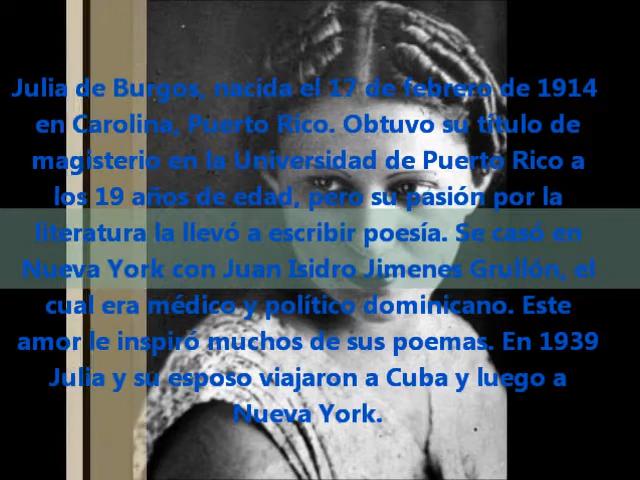 Julia de Burgos, nacida el 17 de febrero de 1914
en Carolina, Puerto Rico. Obtuvo su título de
magisterio en la Universidad de Puerto Rico a
los 19 años de edad, pero su pasión por la
literatura la llevó a escribir poesía. Se casó en
Nueva York con Juan Isidro Jimenes Grullón, el
cual era médico y político dominicano. Este
amor le inspiró muchos de sus poemas. En 1939
Julia y su esposo viajaron a Cuba y luego a
Nueva York.